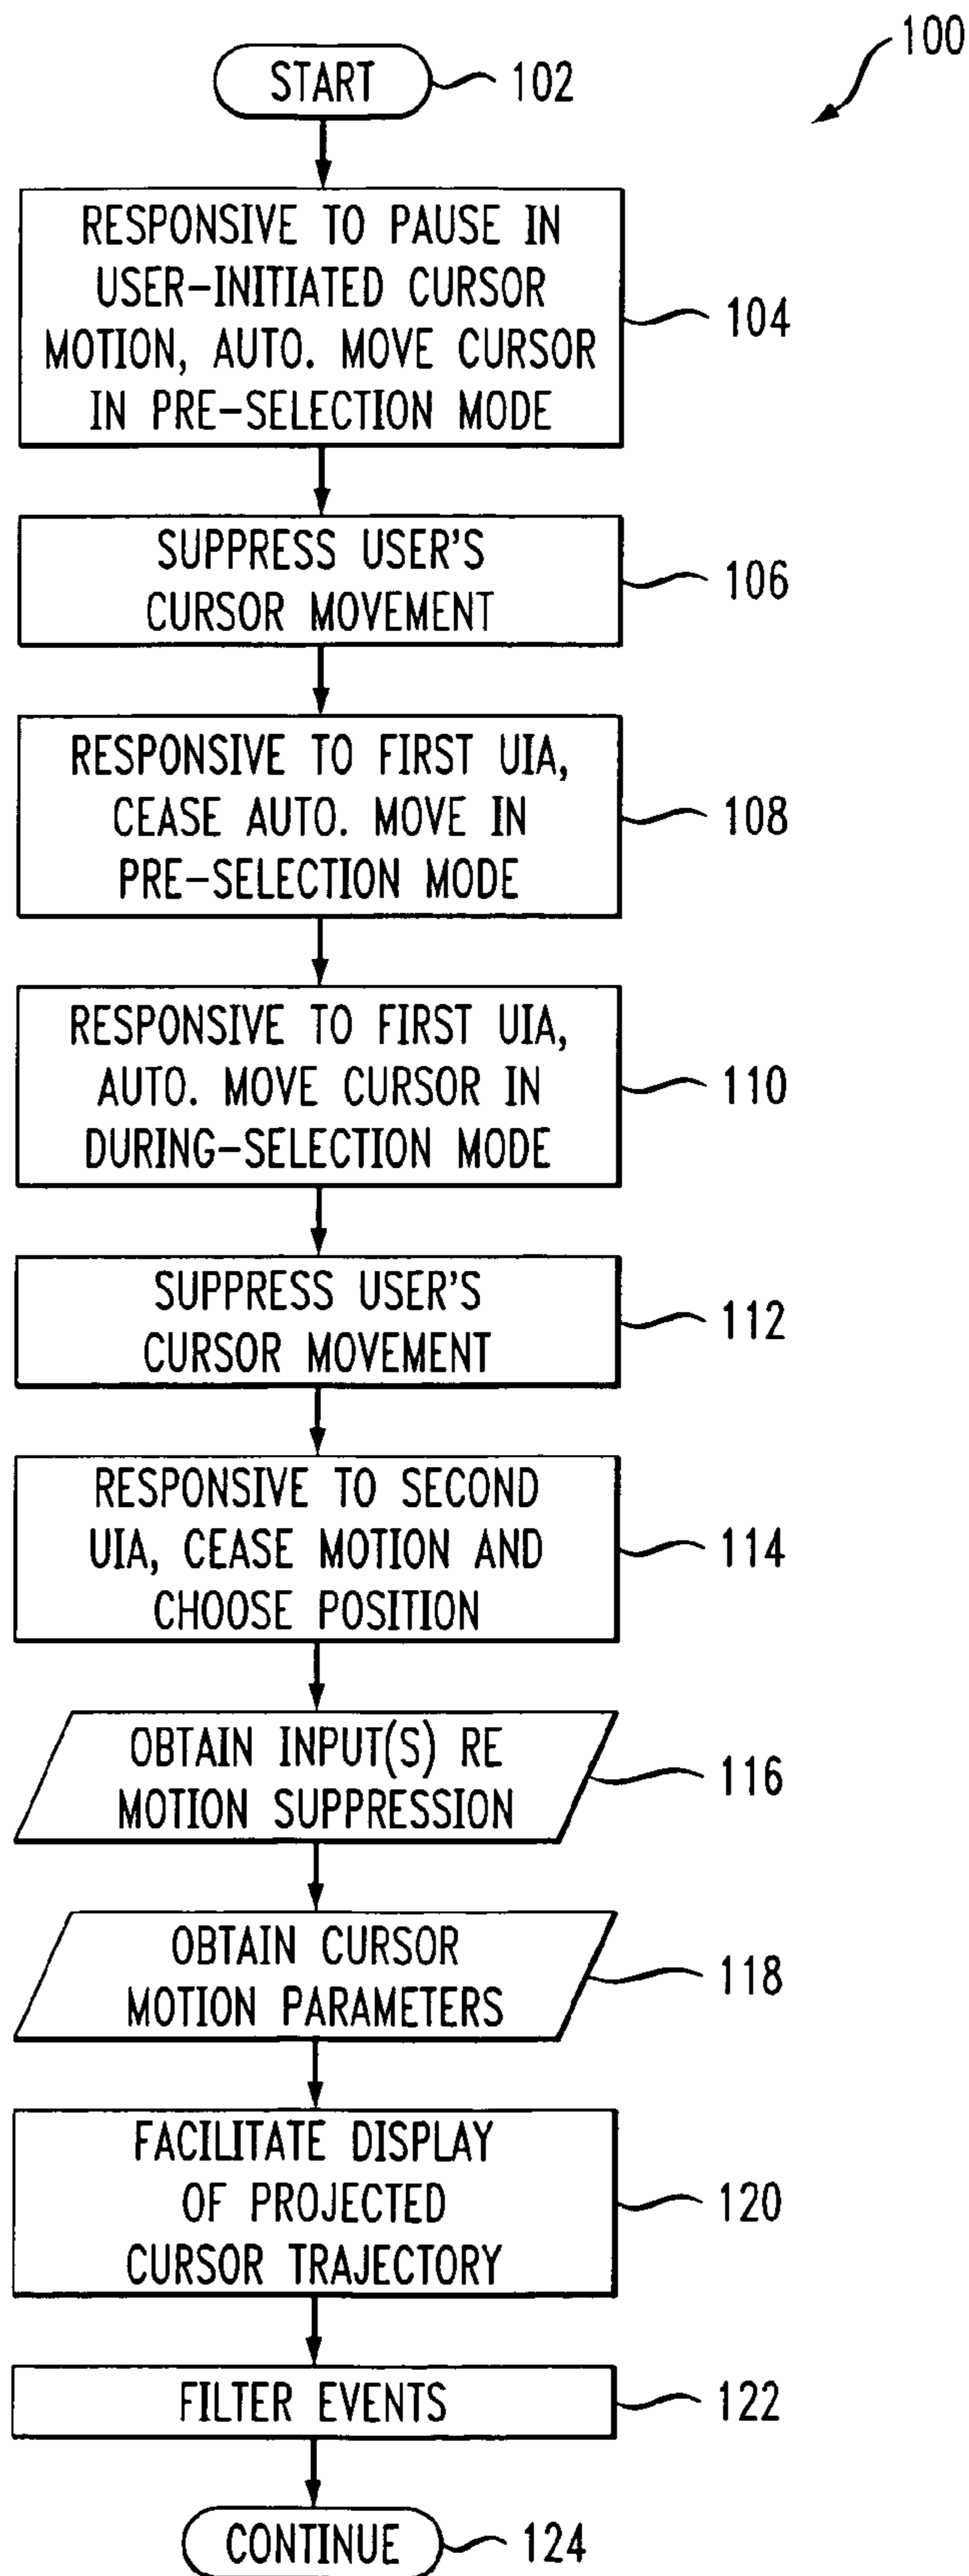 100
START
102
RESPONSIVE TO PAUSE IN
USER-INITIATED CURSOR
MOTION, AUTO. MOVE CURSOR
IN PRE-SELECTION MODE
104
SUPPRESS USER'S
CURSOR MOVEMENT
106
RESPONSIVE TO FIRST UIA,
CEASE AUTO. MOVE IN
PRE-SELECTION MODE
108
RESPONSIVE TO FIRST UIA,
AUTO. MOVE CURSOR IN
DURING-SELECTION MODE
110
SUPPRESS USER'S
CURSOR MOVEMENT
112
RESPONSIVE TO SECOND
UIA, CEASE MOTION AND
CHOOSE POSITION
114
OBTAIN INPUT(S) RE
MOTION SUPPRESSION
116
OBTAIN CURSOR
MOTION PARAMETERS
118
FACILITATE DISPLAY
OF PROJECTED
CURSOR TRAJECTORY
120
FILTER EVENTS
122
CONTINUE
124